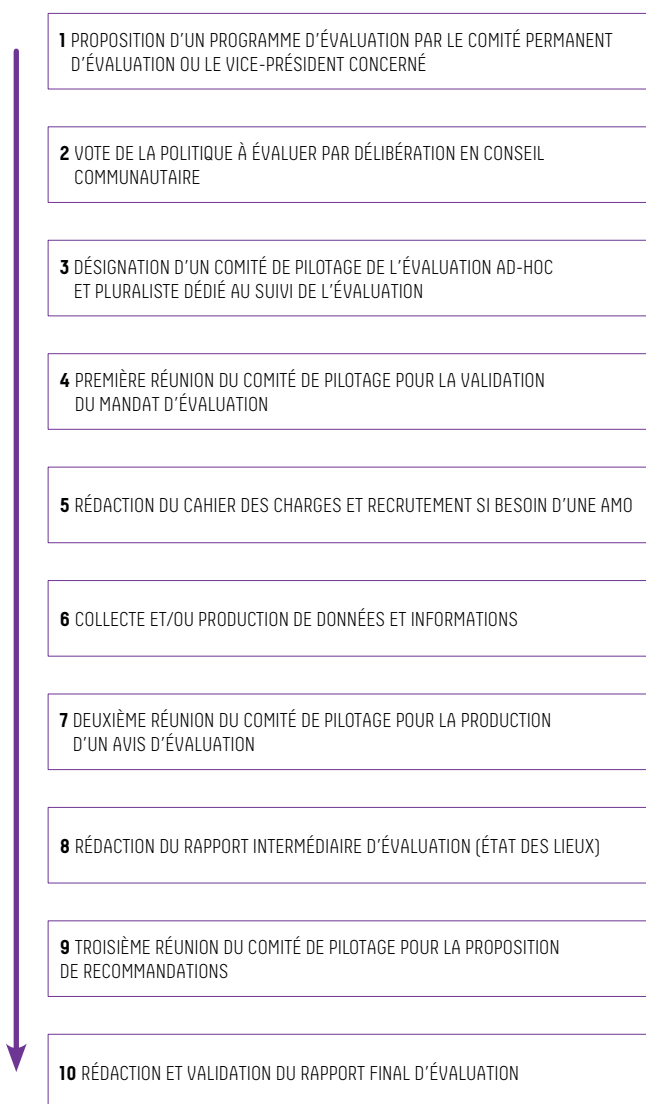 1 PROPOSITION D'UN PROGRAMME D'ÉVALUATION PAR LE COMITÉ PERMANENT
D'ÉVALUATION OU LE VICE-PRÉSIDENT CONCERNÉ
2 VOTE DE LA POLITIQUE À ÉVALUER PAR DÉLIBÉRATION EN CONSEIL
COMMUNAUTAIRE
3 DÉSIGNATION D'UN COMITÉ DE PILOTAGE DE L'ÉVALUATION AD-HOC
ET PLURALISTE DÉDIÉ AU SUIVI DE L'ÉVALUATION
4 PREMIÈRE RÉUNION DU COMITÉ DE PILOTAGE POUR LA VALIDATION
DU MANDAT D'ÉVALUATION
5 RÉDACTION DU CAHIER DES CHARGES ET RECRUTEMENT SI BESOIN D'UNE AMO
6 COLLECTE ET/OU PRODUCTION DE DONNÉES ET INFORMATIONS
7 DEUXIÈME RÉUNION DU COMITÉ DE PILOTAGE POUR LA PRODUCTION
D'UN AVIS D'ÉVALUATION
8 RÉDACTION DU RAPPORT INTERMÉDIAIRE D'ÉVALUATION (ÉTAT DES LIEUX)
9 TROISIÈME RÉUNION DU COMITÉ DE PILOTAGE POUR LA PROPOSITION
DE RECOMMANDATIONS
10 RÉDACTION ET VALIDATION DU RAPPORT FINAL D'ÉVALUATION